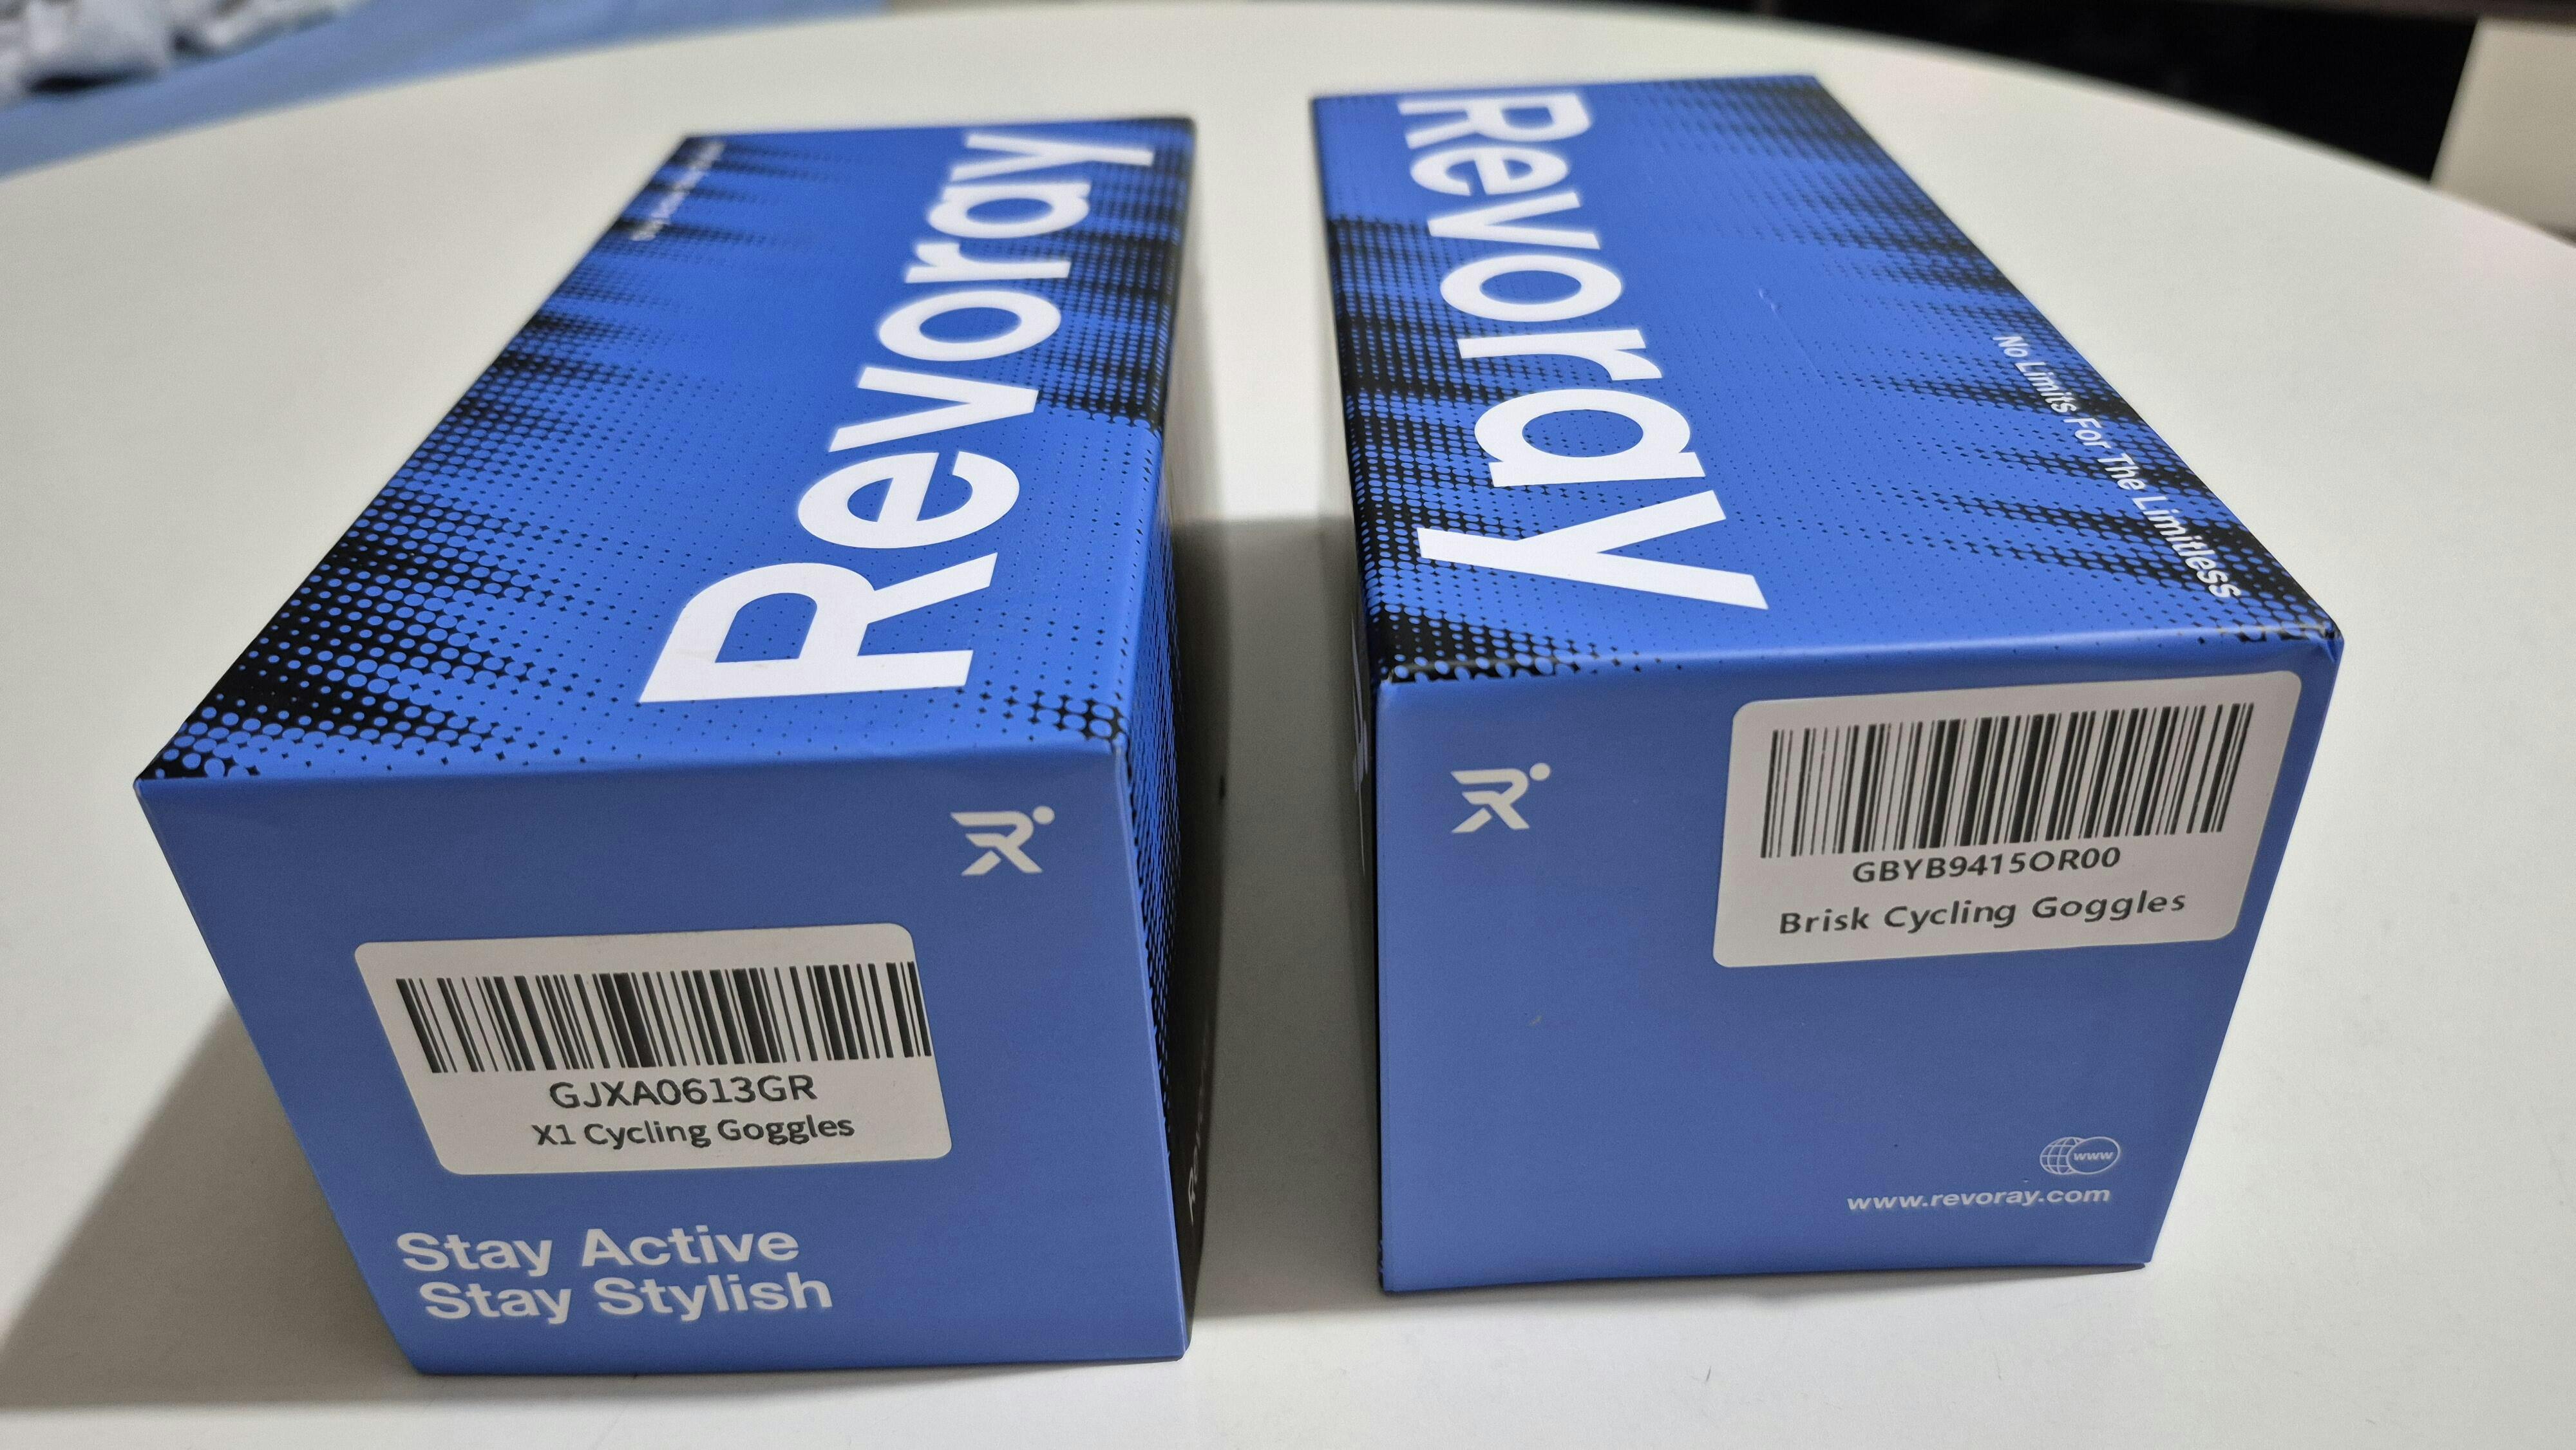 Revoray
GJXA0613GR
X1 Cycling Goggles
Stay Active
Stay Stylish
Revoray
No Limits For The Limitless
GBYB9415OR00
Brisk Cycling Goggles
www
www.revoray.com